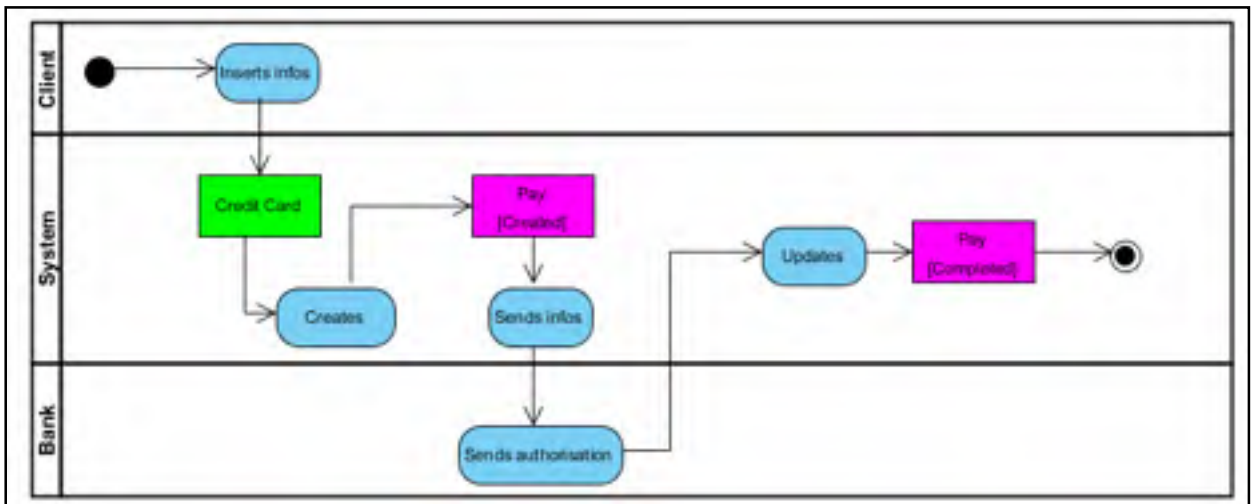 Client
Inserts infos
System
Credit Card
Pay
[Created]
Creates
Sends infos
Updates
Pay
[Completed]
Bank
Sends authorisation